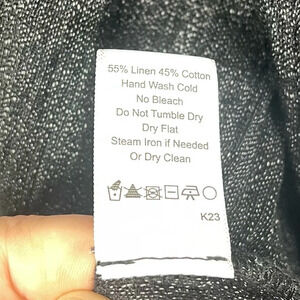 55% Linen 45% Cotton
Hand Wash Cold
No Bleach
Do Not Tumble Dry
Dry Flat
Steam Iron if Needed
Or Dry Clean
K23